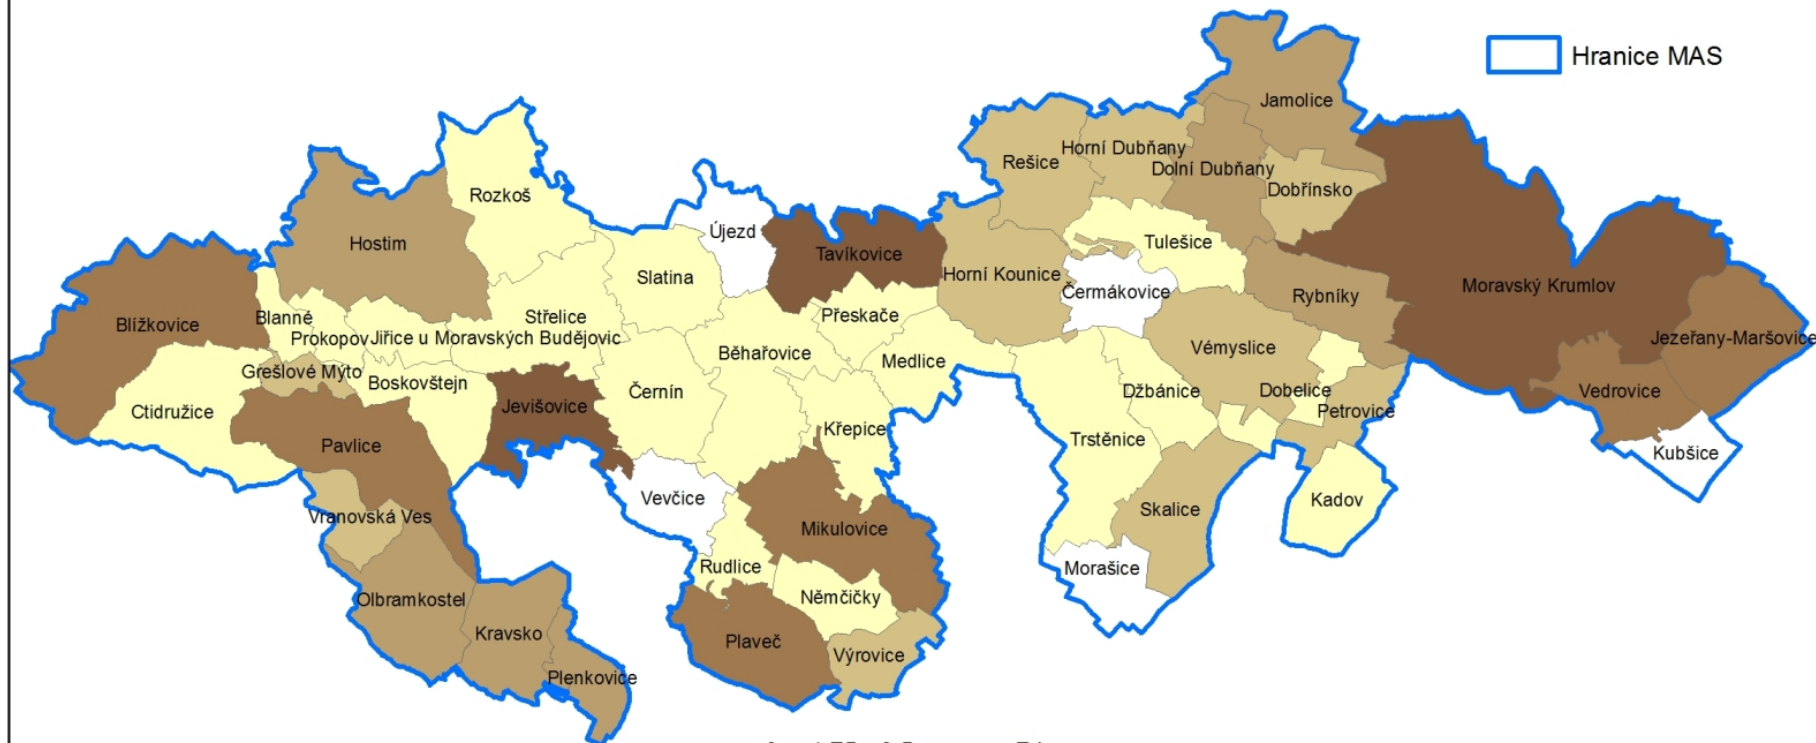 Hranice MAS
Jamolice
Horní Dubňany
Rešice
Dolní Dubňany
Dobřínsko
Rozkoš
Újezd
Hostim
Tulešice
Tavíkovice
Slatina
Horní Kounice
Čermákovice
Moravský Krumlov
Rybníky
Blížkovice
Blanné
Střelice
Přeskače
Prokopov
Jiřice u Moravských Budějovic
Jezeřany-Maršovice
Vémyslice
Běhařovice
Medlice
Grešlové Mýto
Boskovštejn
Černín
Džbánice
Dobelice
Vedrovice
Ctidružice
Jevišovice
Petrovice
Křepice
Trstěnice
Pavlice
Kubšice
Vevčice
Kadov
Skalice
Vranovská Ves
Mikulovice
Rudlice
Morašice
Olbramkostel
Němčičky
Kravsko
Plaveč
Výrovice
Plenkovice